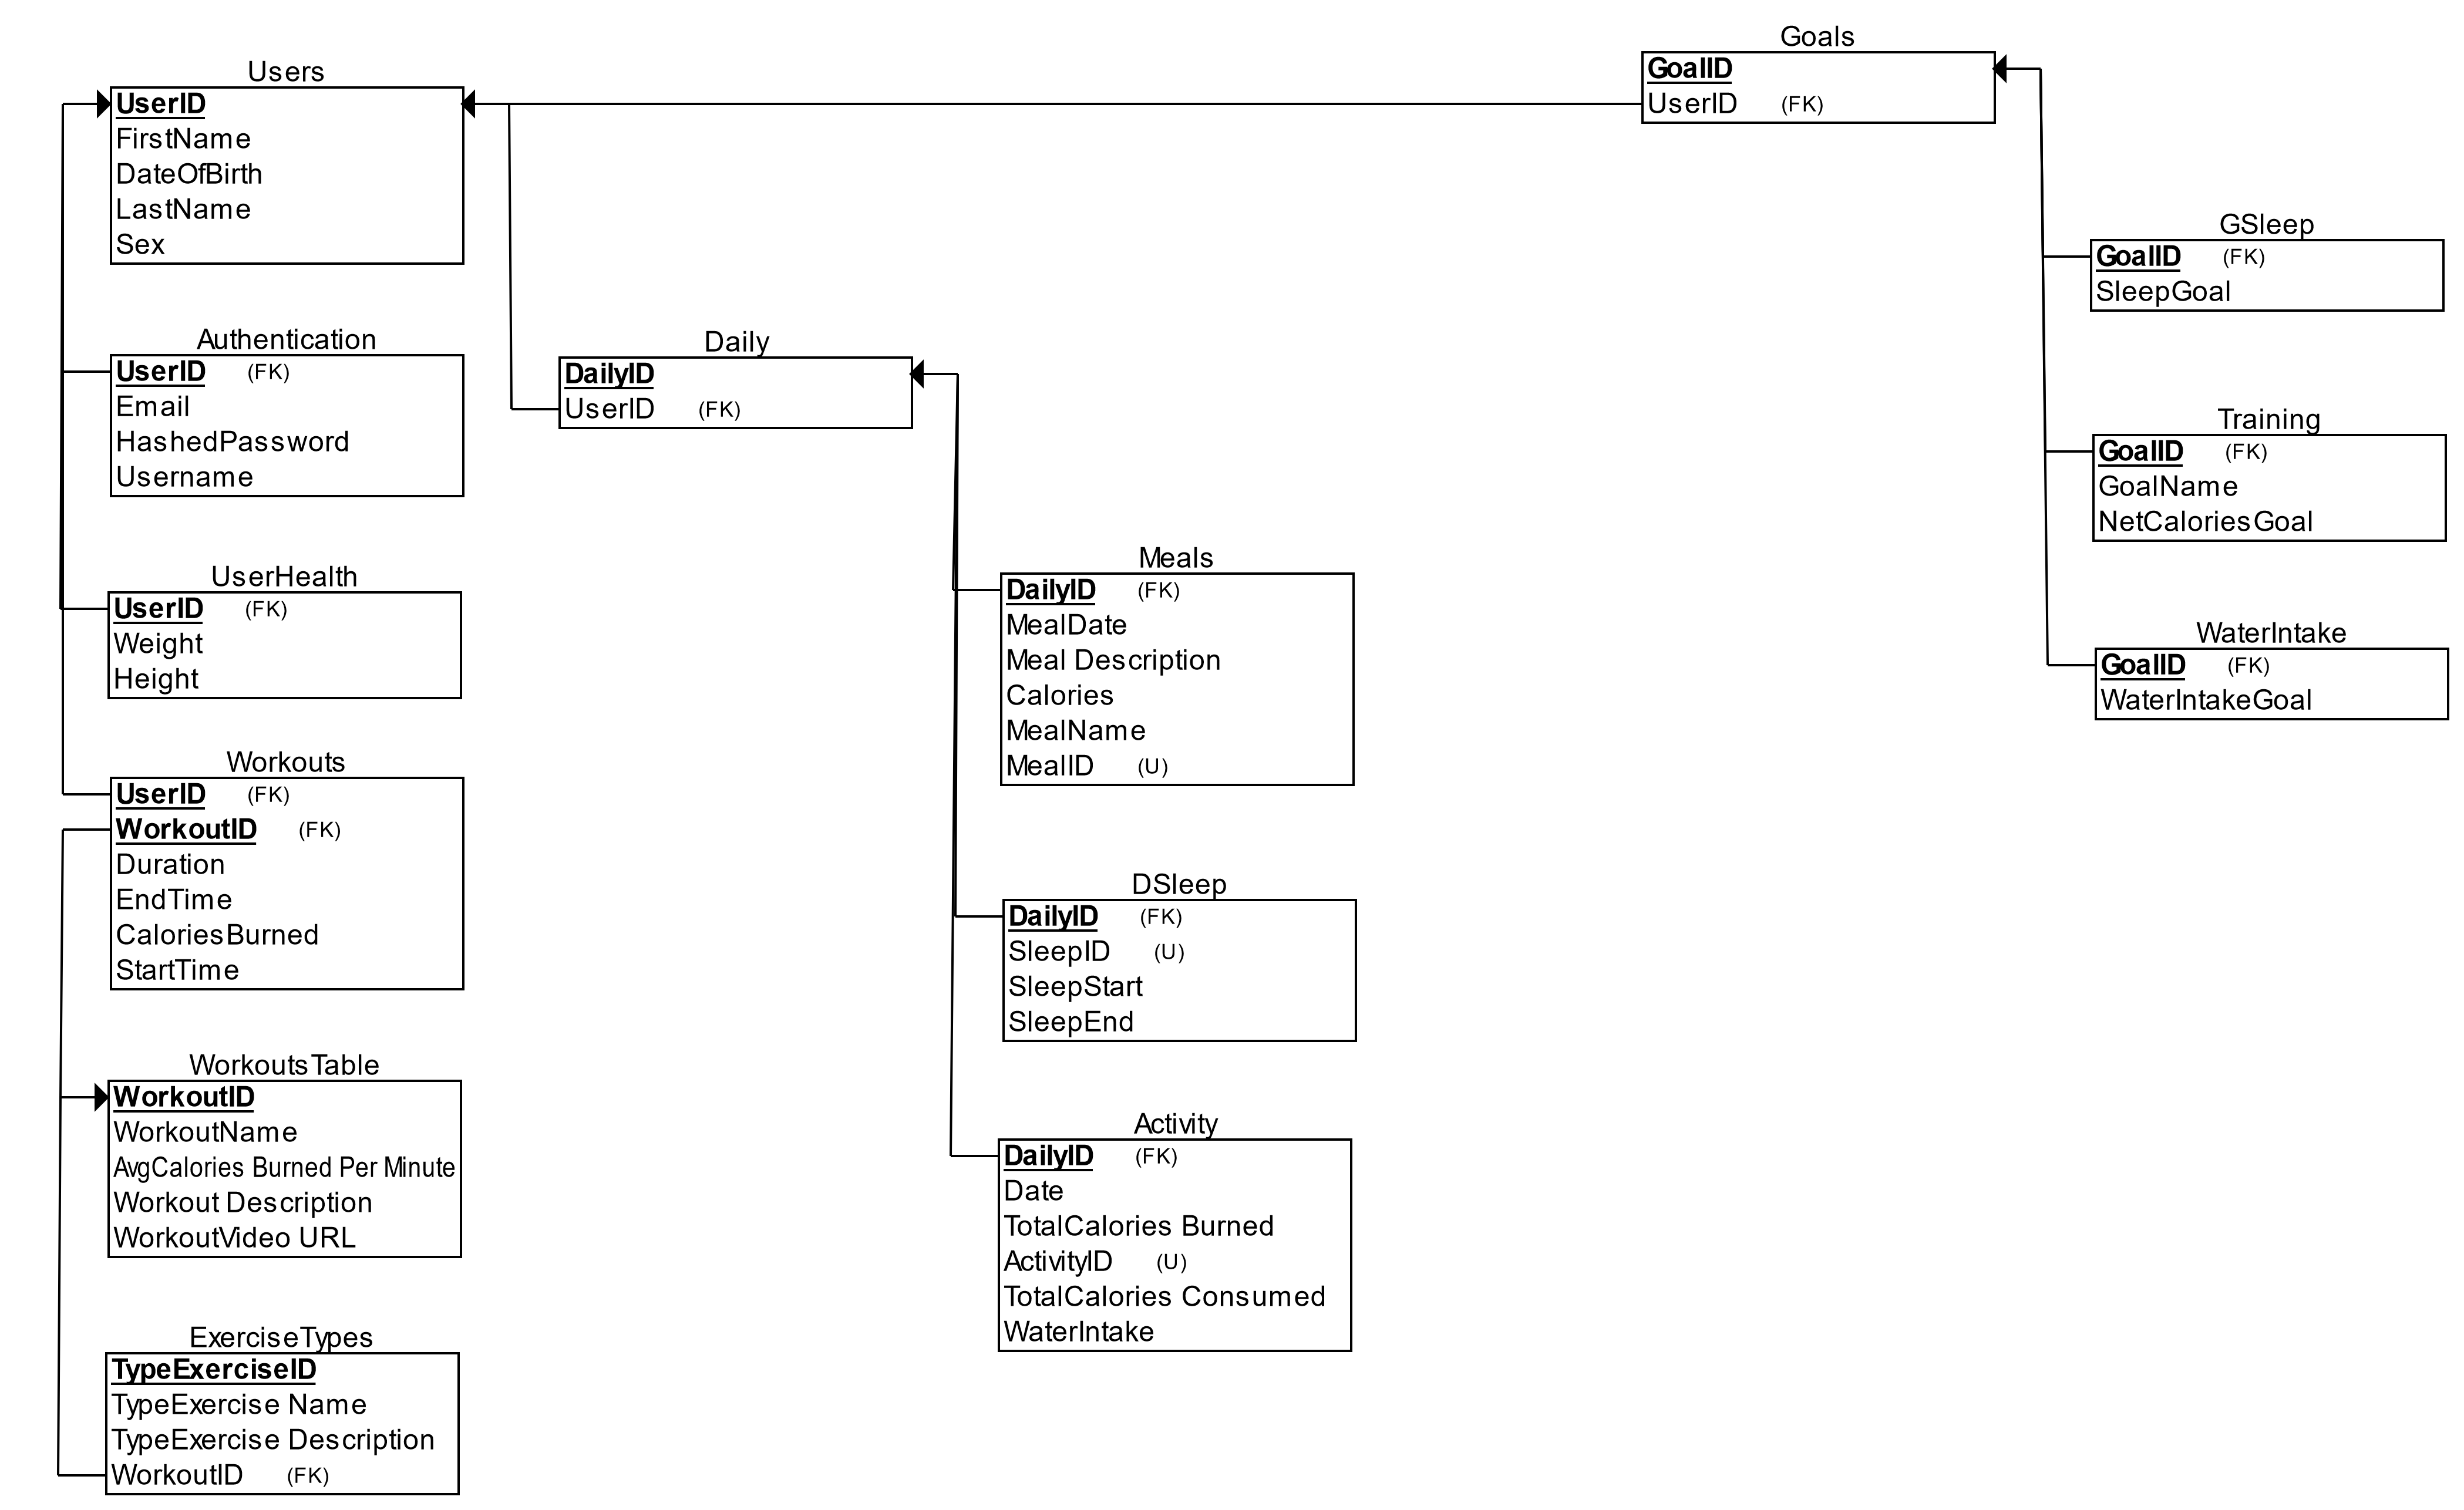 Users
UserID
FirstName
DateOfBirth
LastName
Sex
Authentication
UserID (FK)
Email
HashedPassword
Username
UserHealth
UserID (FK)
Weight
Height
Workouts
UserID (FK)
WorkoutID (FK)
Duration
EndTime
CaloriesBurned
StartTime
WorkoutsTable
WorkoutID
WorkoutName
AvgCalories Burned Per Minute
Workout Description
WorkoutVideo URL
ExerciseTypes
TypeExerciseID
TypeExercise Name
TypeExercise Description
WorkoutID (FK)
Daily
DailyID
UserID (FK)
Meals
DailyID (FK)
MealDate
Meal Description
Calories
MealName
MealID (U)
DSleep
DailyID (FK)
SleepID (U)
SleepStart
SleepEnd
Activity
DailyID (FK)
Date
TotalCalories Burned
ActivityID (U)
TotalCalories Consumed
WaterIntake
Goals
GoalID
UserID (FK)
GSleep
GoalID (FK)
SleepGoal
Training
GoalID (FK)
GoalName
NetCaloriesGoal
WaterIntake
GoalID (FK)
WaterIntakeGoal